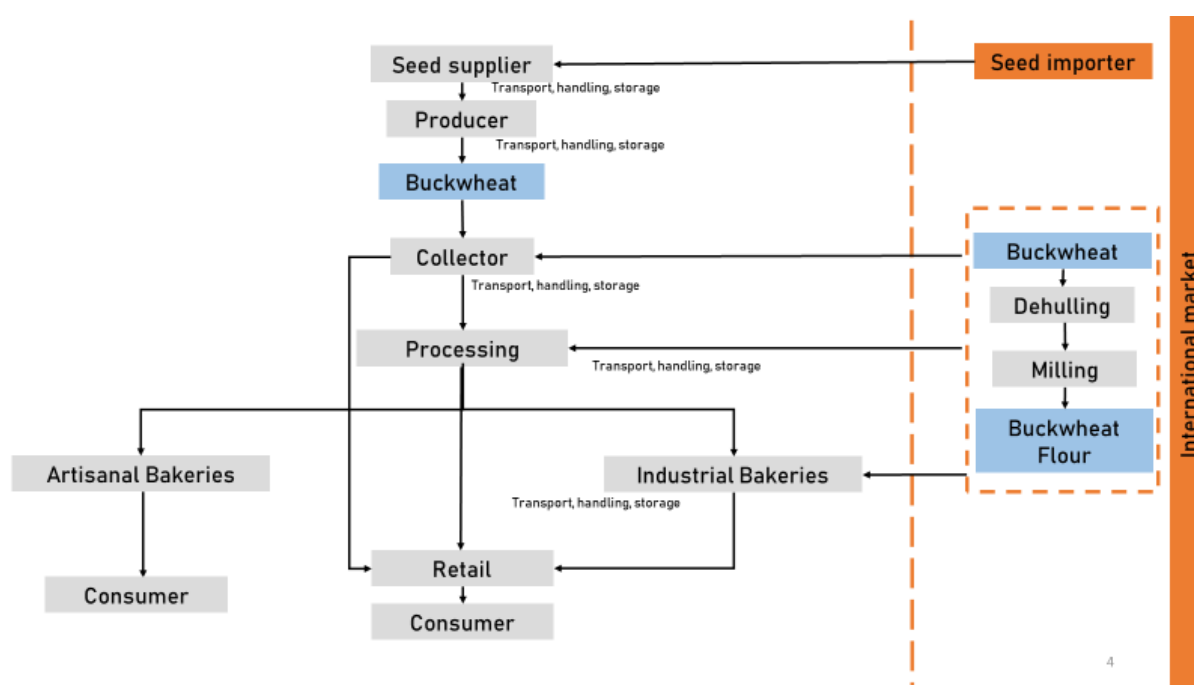 Seed supplier
Seed importer
Transport, handling, storage
Producer
Transport, handling, storage
Buckwheat
Collector
Transport, handling, storage
Buckwheat
Dehulling
Processing
Transport, handling, storage
Milling
Buckwheat
Flour
Artisanal Bakeries
Industrial Bakeries
Transport, handling, storage
Retail
Consumer
Consumer
International market
4